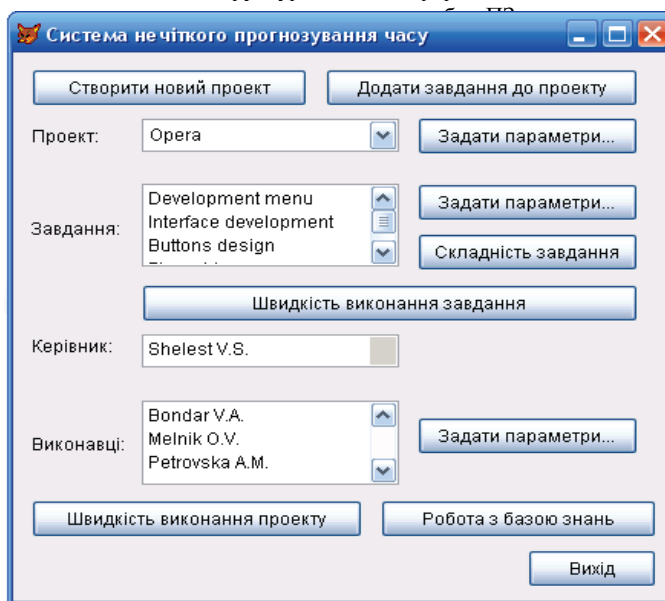 Система нечіткого прогнозування часу
Створити новий проект Додати завдання до проекту
Проект: Opera Задати параметри...
Завдання: Development menu Задати параметри...
Interface development
Buttons design Складність завдання
Швидкість виконання завдання
Керівник: Shelest V.S.
Виконавці: Bondar V.A. Задати параметри...
Melnik O.V.
Petrovska A.M.
Швидкість виконання проекту Робота з базою знань
Вихід